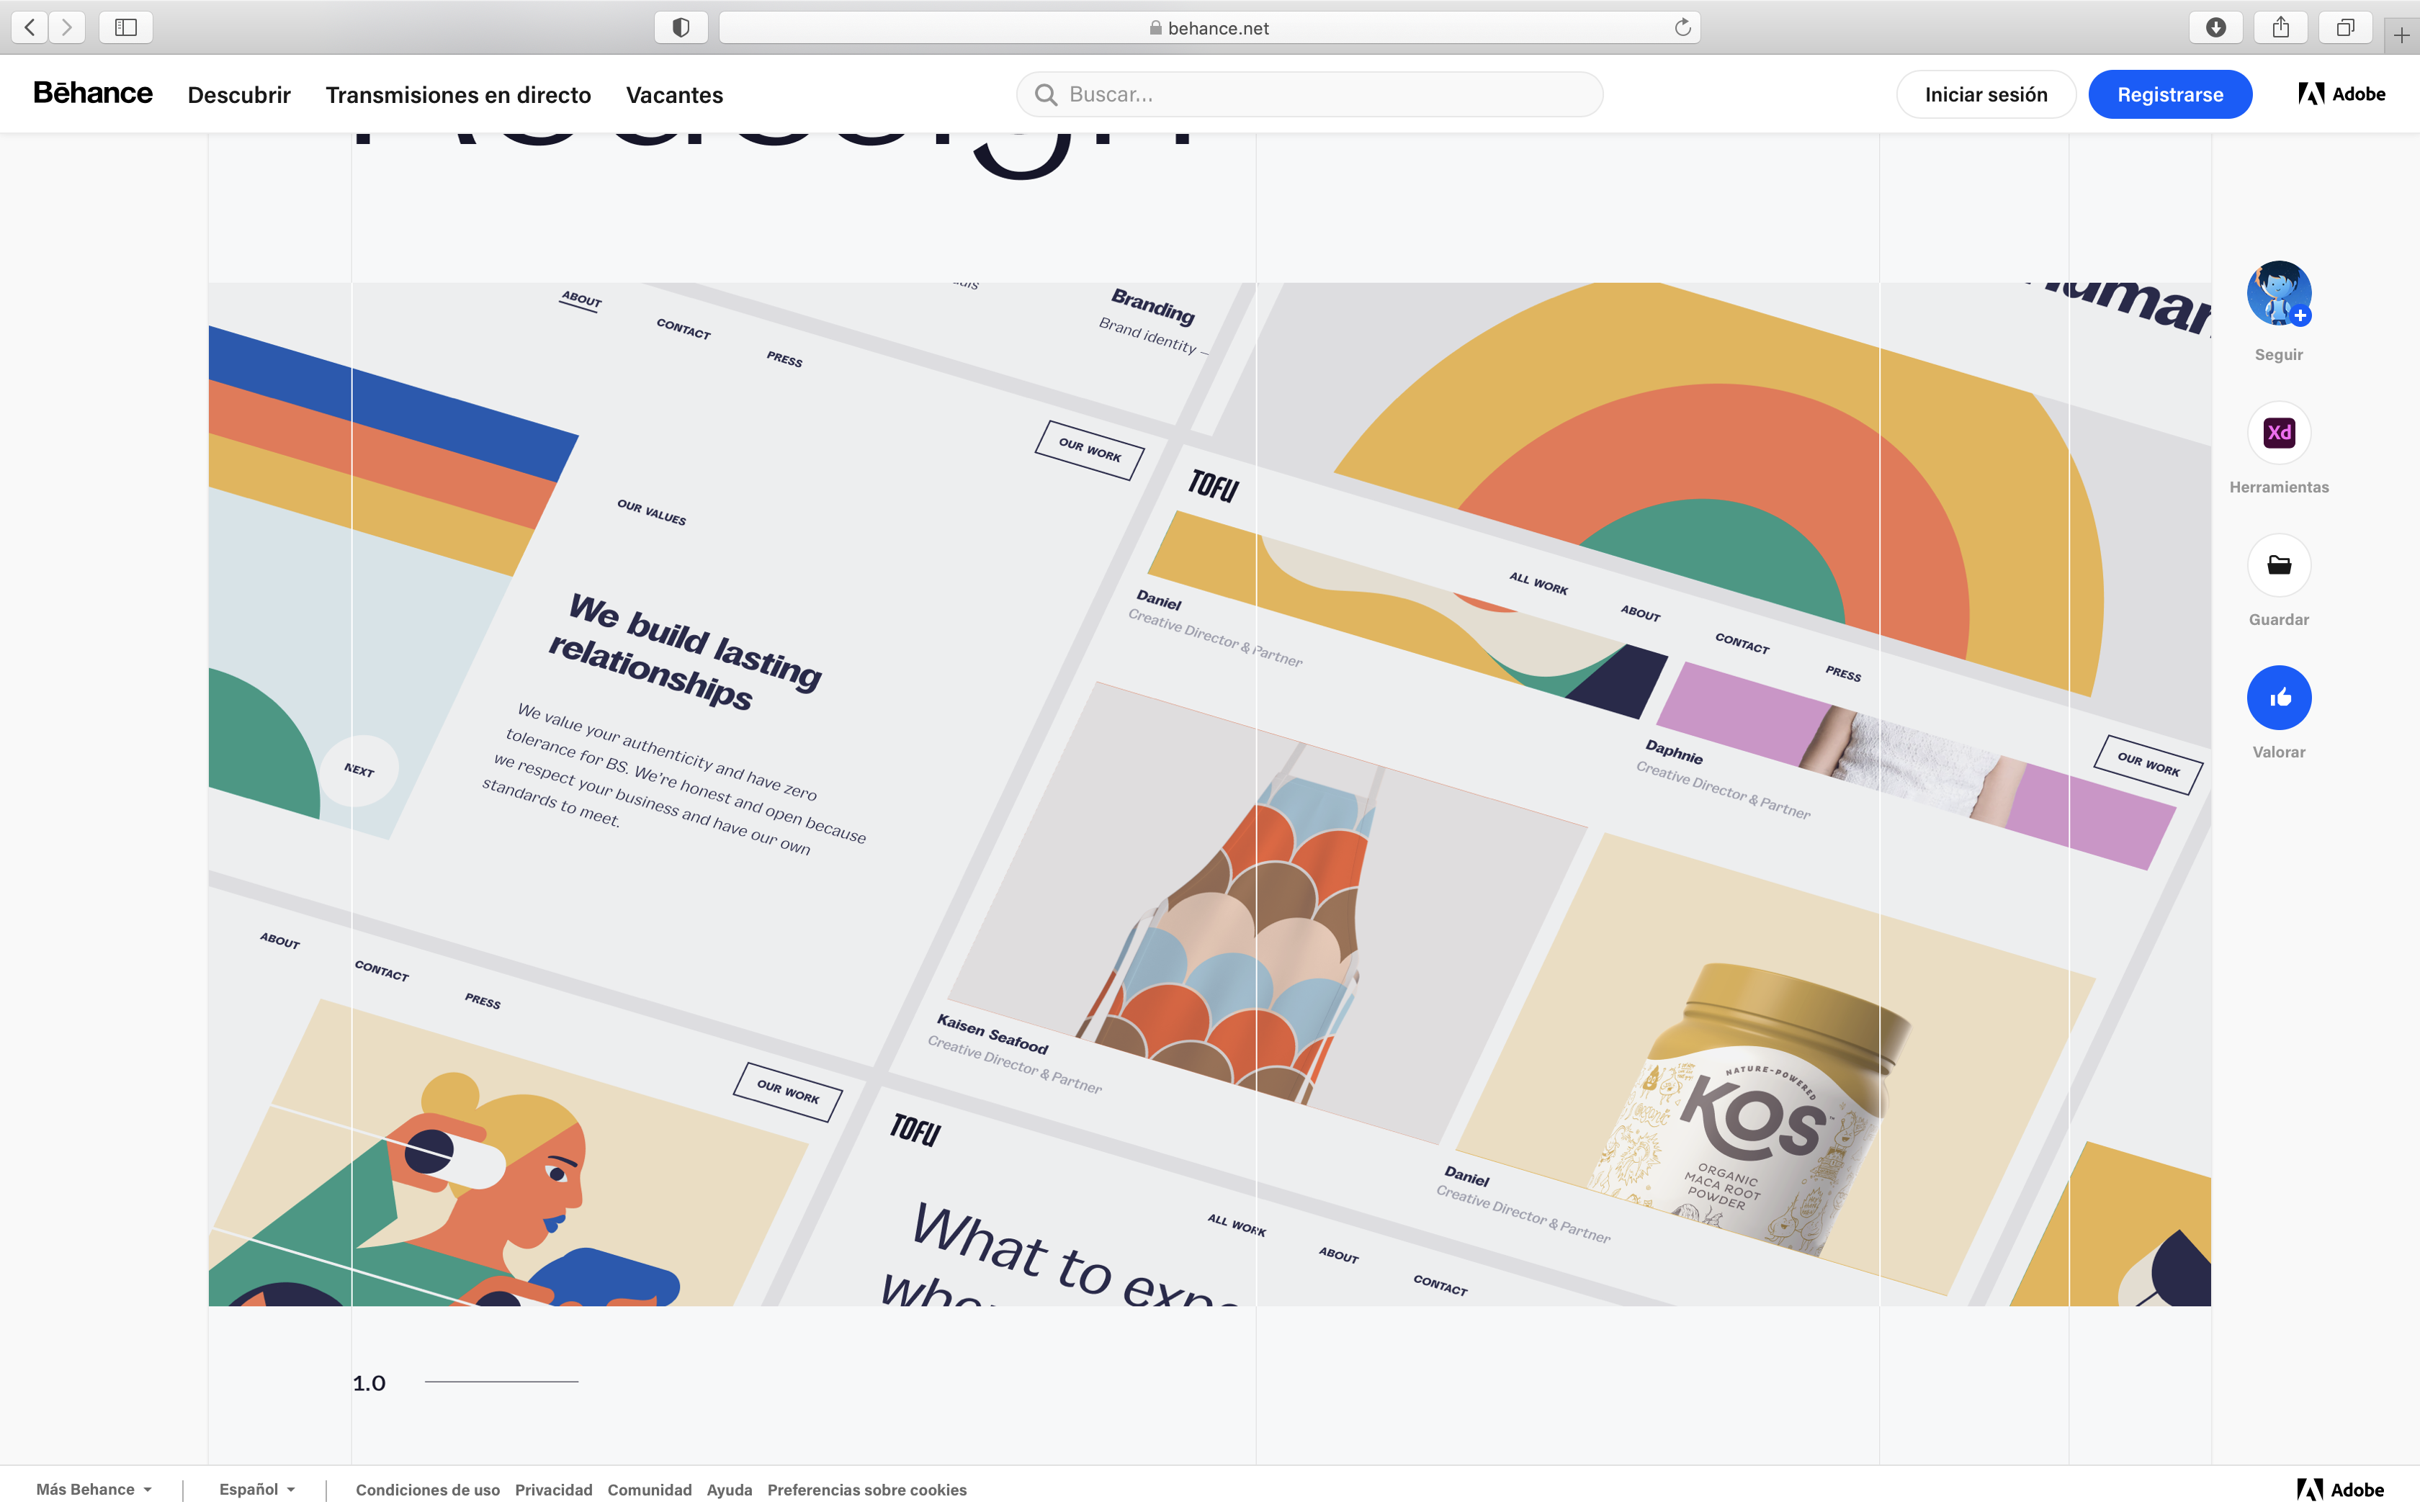 behance.net
Bēhance
Descubrir
Transmisiones en directo
Vacantes
Buscar...
Iniciar sesión
Registrarse
Adobe
Seguir
Xd
Herramientas
Guardar
Valorar
Branding
Brand identity –
ABOUT
CONTACT
PRESS
OUR WORK
OUR VALUES
We build lasting
relationships
We value your authenticity and have zero
tolerance for BS. We're honest and open because
we respect your business and have our own
standards to meet.
NEXT
TOFU
ALL WORK
ABOUT
CONTACT
PRESS
OUR WORK
Daniel
Creative Director & Partner
Daphnie
Creative Director & Partner
Kaisen Seafood
Creative Director & Partner
NATURE-POWERED
KOS
ORGANIC
MACA ROOT
POWDER
Daniel
Creative Director & Partner
ABOUT
CONTACT
PRESS
OUR WORK
TOFU
ALL WORK
ABOUT
CONTACT
What to
1.0
Más Behance
Español
Condiciones de uso
Privacidad
Comunidad
Ayuda
Preferencias sobre cookies
Adobe